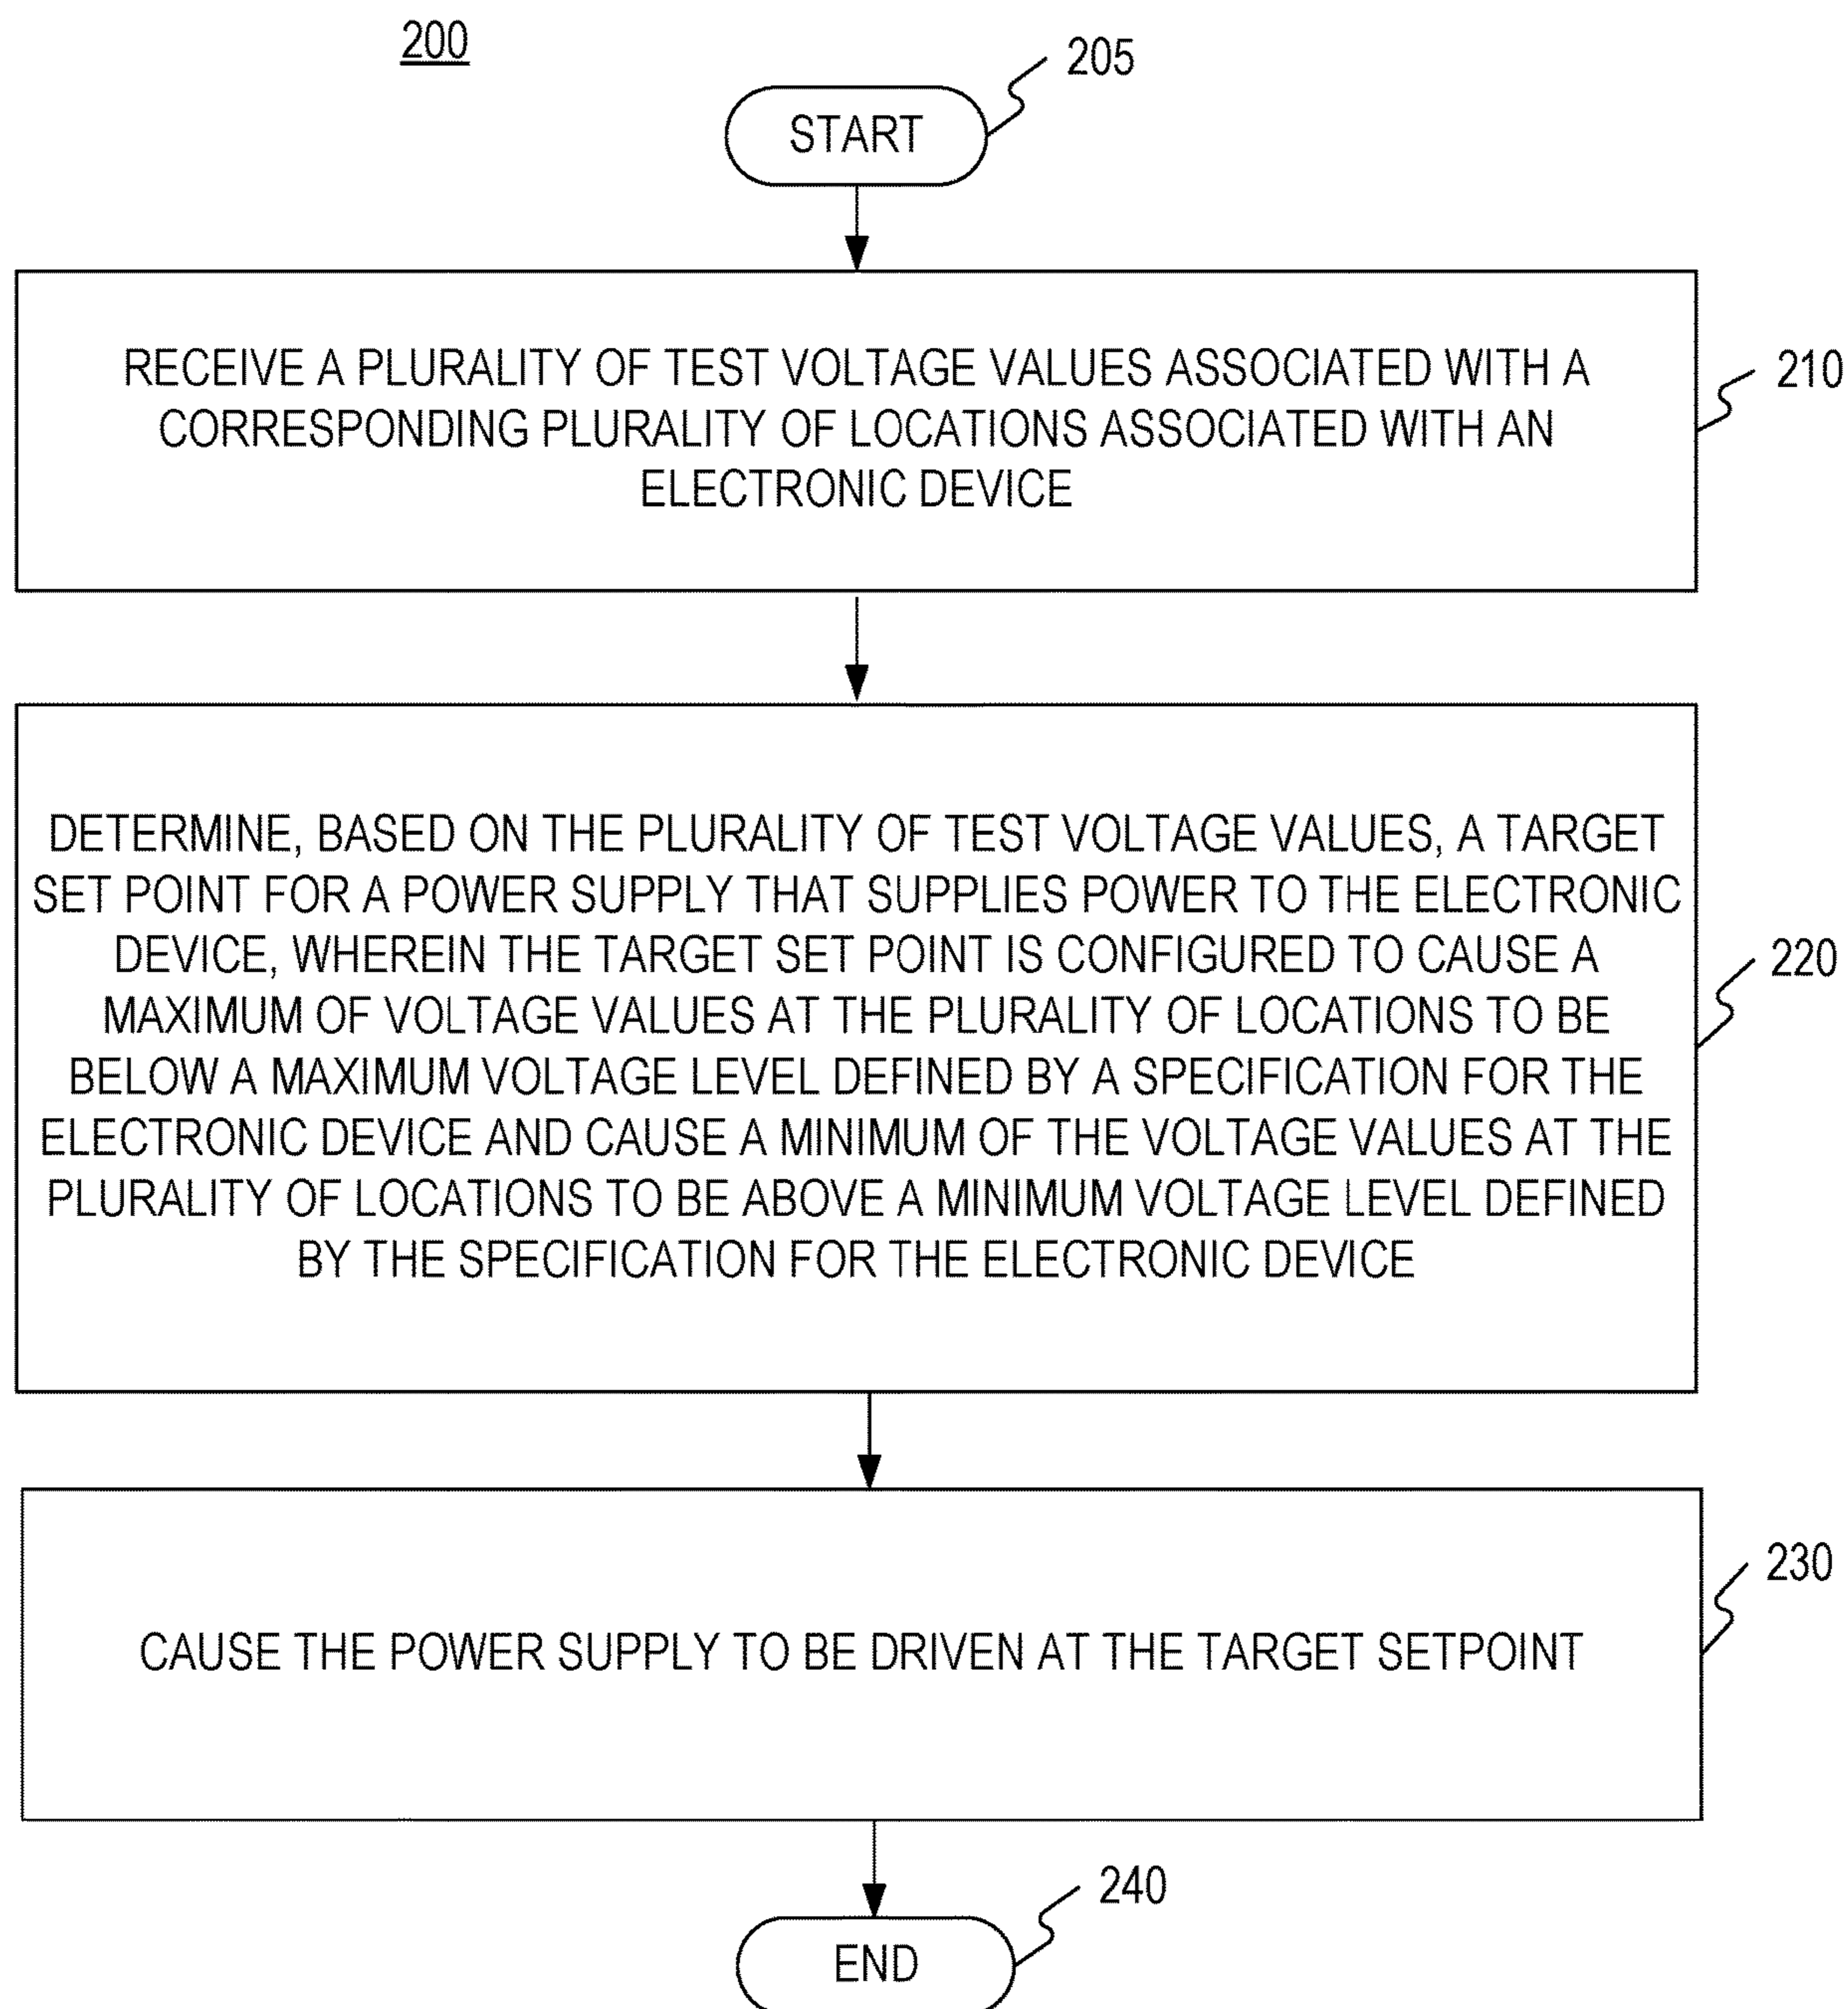 200
205
START
RECEIVE A PLURALITY OF TEST VOLTAGE VALUES ASSOCIATED WITH A
CORRESPONDING PLURALITY OF LOCATIONS ASSOCIATED WITH AN
ELECTRONIC DEVICE
210
DETERMINE, BASED ON THE PLURALITY OF TEST VOLTAGE VALUES, A TARGET
SET POINT FOR A POWER SUPPLY THAT SUPPLIES POWER TO THE ELECTRONIC
DEVICE, WHEREIN THE TARGET SET POINT IS CONFIGURED TO CAUSE A
MAXIMUM OF VOLTAGE VALUES AT THE PLURALITY OF LOCATIONS TO BE
BELOW A MAXIMUM VOLTAGE LEVEL DEFINED BY A SPECIFICATION FOR THE
ELECTRONIC DEVICE AND CAUSE A MINIMUM OF THE VOLTAGE VALUES AT THE
PLURALITY OF LOCATIONS TO BE ABOVE A MINIMUM VOLTAGE LEVEL DEFINED
BY THE SPECIFICATION FOR THE ELECTRONIC DEVICE
220
CAUSE THE POWER SUPPLY TO BE DRIVEN AT THE TARGET SETPOINT
230
240
END